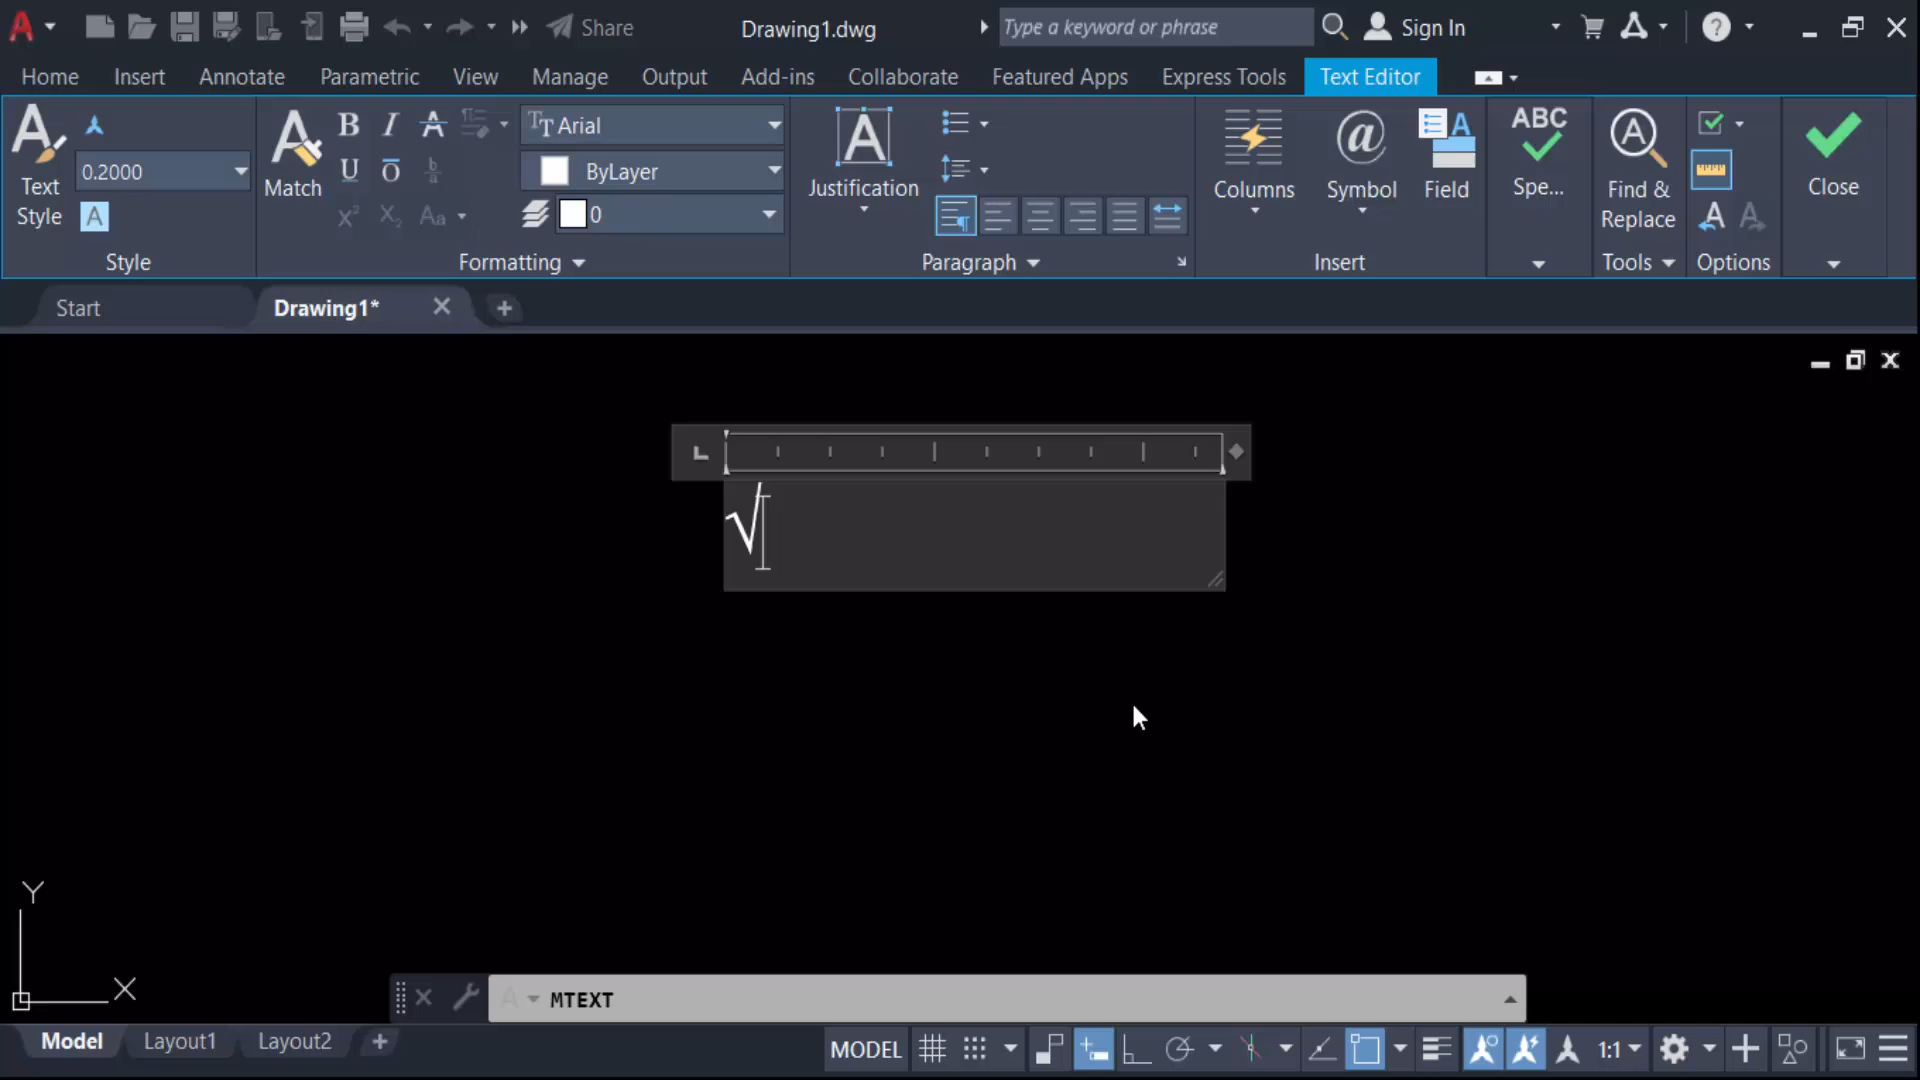 Share
Drawing1.dwg
Type a keyword or phrase
Sign In
Home
Insert
Annotate
Parametric
View
Manage
Output
Add-ins
Collaborate
Featured Apps
Express Tools
Text Editor
Text
Style
0.2000
Style
Match
Arial
ByLayer
0
Formatting
Justification
Paragraph
Columns
Symbol
Field
Insert
ABC
Spe...
Find &
Replace
Tools
Options
Close
Start
Drawing1*
√
Y
X
MTEXT
Model
Layout1
Layout2
MODEL
1:1